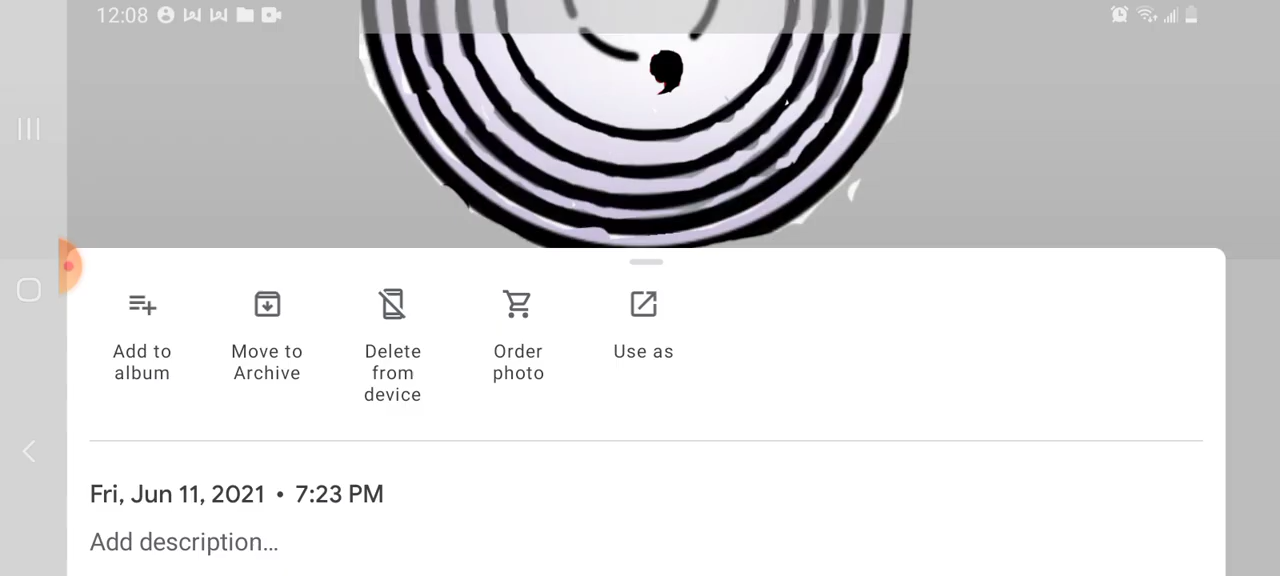 12:08
Add to
album
Move to
Archive
Delete
from
device
Order
photo
Use as
Fri, Jun 11, 2021 • 7:23 PM
Add description...